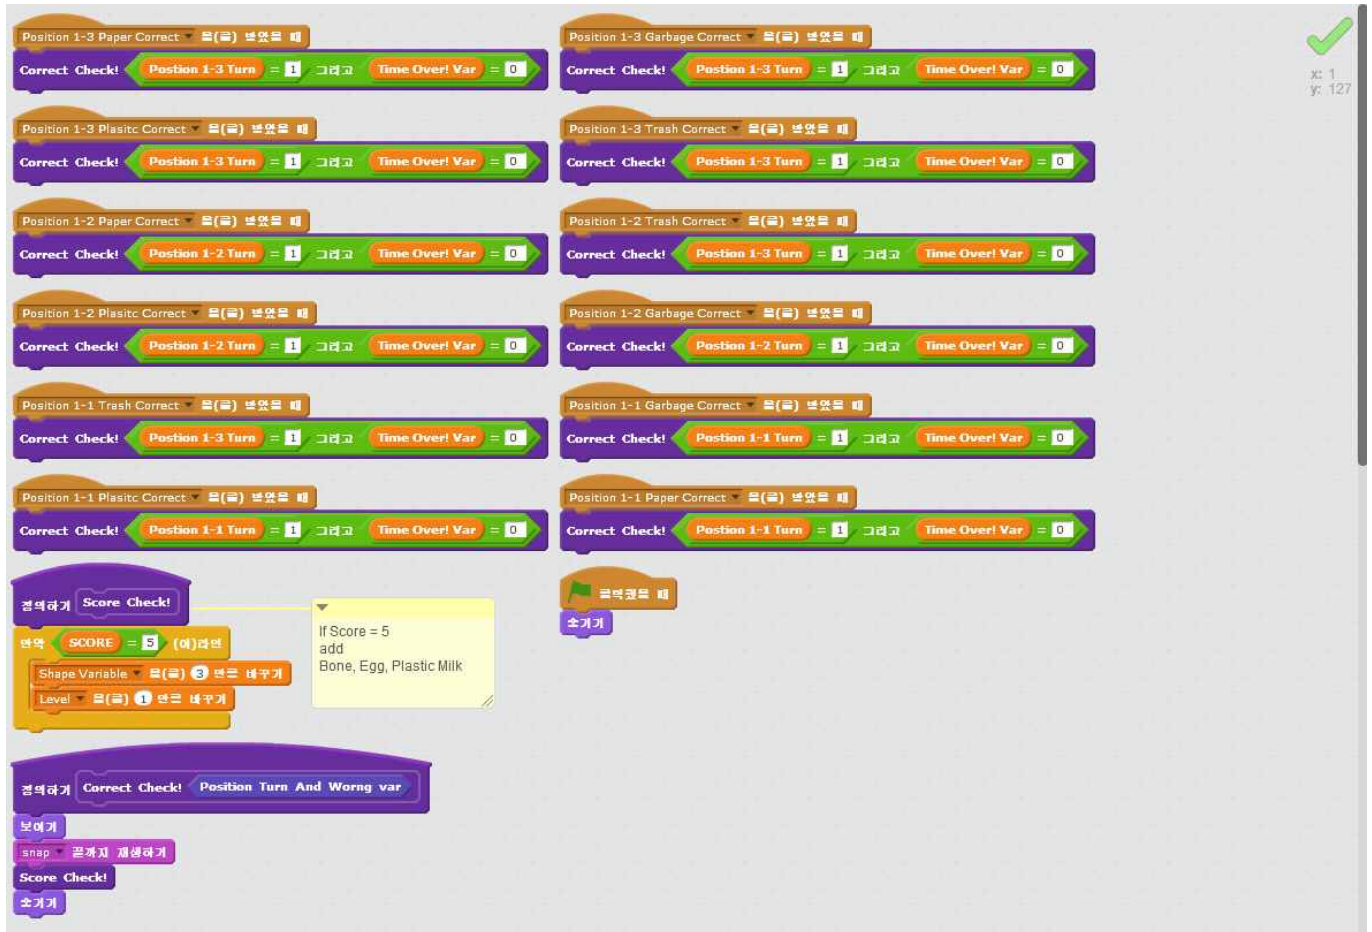 Position 1-3 Paper Correct 을(를) 받았을 때
Correct Check! Postion 1-3 Turn = 1 그리고 Time Over! Var = 0
Position 1-3 Garbage Correct 을(를) 받았을 때
Correct Check! Postion 1-3 Turn = 1 그리고 Time Over! Var = 0
x: 1
y: 127
Position 1-3 Plasitc Correct 을(를) 받았을 때
Correct Check! Postion 1-3 Turn = 1 그리고 Time Over! Var = 0
Position 1-3 Trash Correct 을(를) 받았을 때
Correct Check! Postion 1-3 Turn = 1 그리고 Time Over! Var = 0
Position 1-2 Paper Correct 을(를) 받았을 때
Correct Check! Postion 1-2 Turn = 1 그리고 Time Over! Var = 0
Position 1-2 Trash Correct 을(를) 받았을 때
Correct Check! Postion 1-3 Turn = 1 그리고 Time Over! Var = 0
Position 1-2 Plasitc Correct 을(를) 받았을 때
Correct Check! Postion 1-2 Turn = 1 그리고 Time Over! Var = 0
Position 1-2 Garbage Correct 을(를) 받았을 때
Correct Check! Postion 1-2 Turn = 1 그리고 Time Over! Var = 0
Position 1-1 Trash Correct 을(를) 받았을 때
Correct Check! Postion 1-3 Turn = 1 그리고 Time Over! Var = 0
Position 1-1 Garbage Correct 을(를) 받았을 때
Correct Check! Postion 1-1 Turn = 1 그리고 Time Over! Var = 0
Position 1-1 Plasitc Correct 을(를) 받았을 때
Correct Check! Postion 1-1 Turn = 1 그리고 Time Over! Var = 0
Position 1-1 Paper Correct 을(를) 받았을 때
Correct Check! Postion 1-1 Turn = 1 그리고 Time Over! Var = 0
정의하기 Score Check!
만약 SCORE = 5 (이)라면
Shape Variable 을(를) 3 만큼 바꾸기
Level 을(를) 1 만큼 바꾸기
If Score = 5
add
Bone, Egg, Plastic Milk
클릭했을 때
숨기기
정의하기 Correct Check! Position Turn And Worng var
보이기
snap 끝까지 재생하기
Score Check!
숨기기